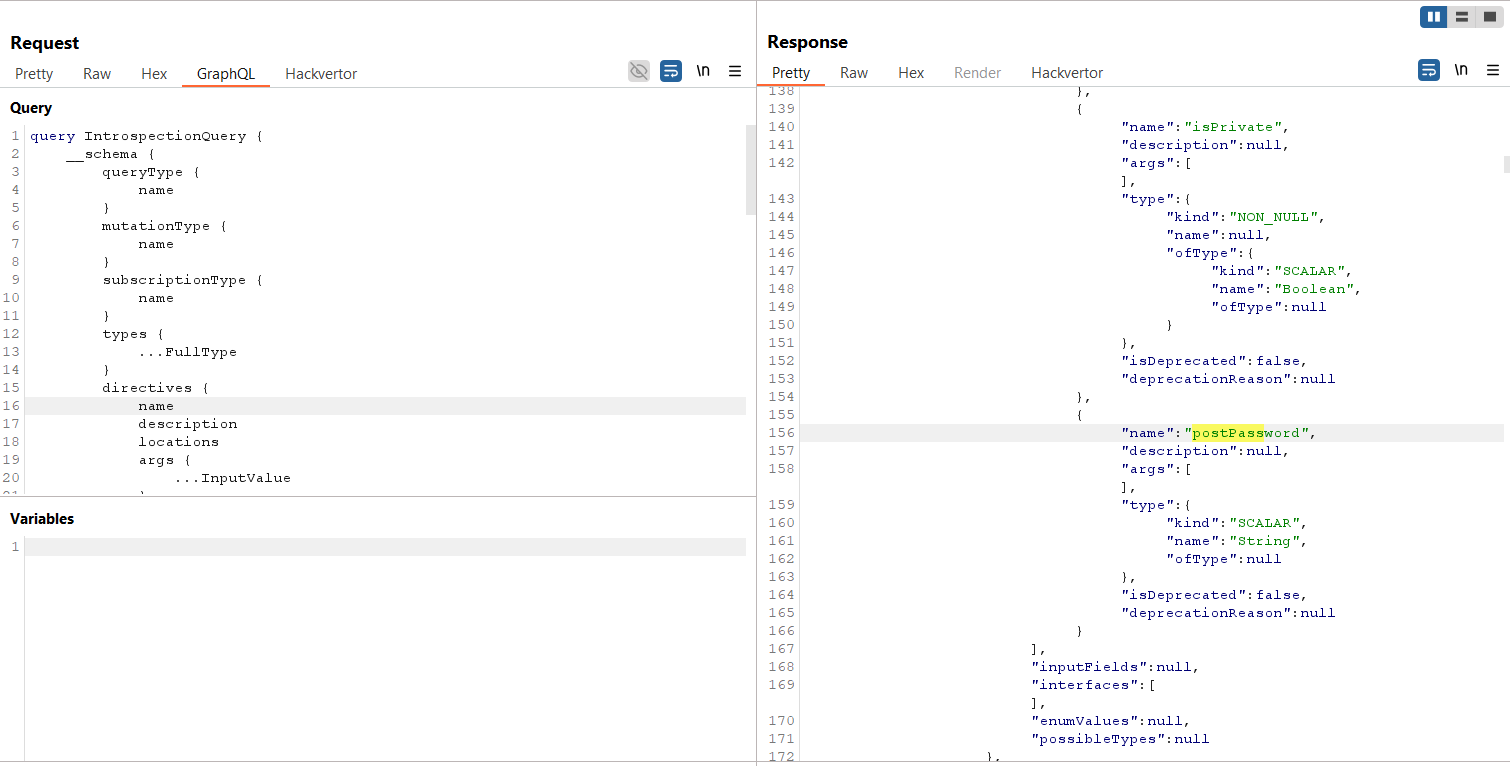 Request
Pretty Raw Hex GraphQL Hackvertor \n
Query
1 query IntrospectionQuery {
2 __schema {
3 queryType {
4 name
5 }
6 mutationType {
7 name
8 }
9 subscriptionType {
10 name
11 }
12 types {
13 ...FullType
14 }
15 directives {
16 name
17 description
18 locations
19 args {
20 ...InputValue
21 }
Variables
1
Response
Pretty Raw Hex Render Hackvertor \n
138 },
139 {
140 "name":"isPrivate",
141 "description":null,
142 "args":[
],
143 "type":{
144 "kind":"NON_NULL",
145 "name":null,
146 "ofType":{
147 "kind":"SCALAR",
148 "name":"Boolean",
149 "ofType":null
150 }
151 },
152 "isDeprecated":false,
153 "deprecationReason":null
154 },
155 {
156 "name":"postPassword",
157 "description":null,
158 "args":[
],
159 "type":{
160 "kind":"SCALAR",
161 "name":"String",
162 "ofType":null
163 },
164 "isDeprecated":false,
165 "deprecationReason":null
166 }
167 ],
168 "inputFields":null,
169 "interfaces":[
],
170 "enumValues":null,
171 "possibleTypes":null
172 },